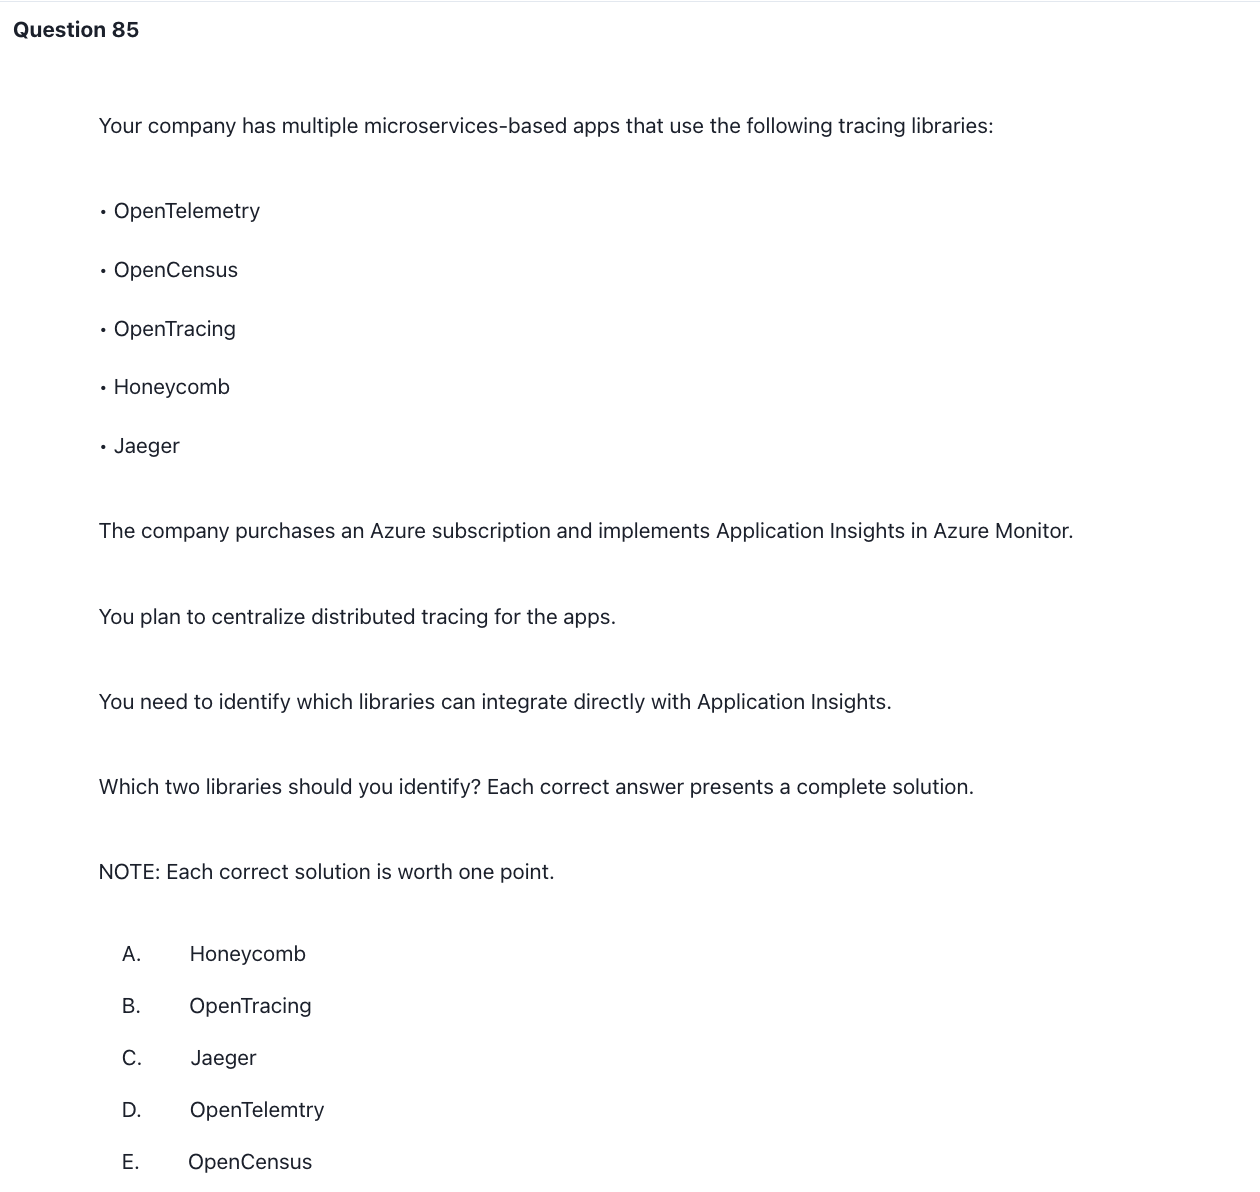 Question 85
Your company has multiple microservices-based apps that use the following tracing libraries:
• OpenTelemetry
• OpenCensus
• OpenTracing
• Honeycomb
• Jaeger
The company purchases an Azure subscription and implements Application Insights in Azure Monitor.
You plan to centralize distributed tracing for the apps.
You need to identify which libraries can integrate directly with Application Insights.
Which two libraries should you identify? Each correct answer presents a complete solution.
NOTE: Each correct solution is worth one point.
A. Honeycomb
B. OpenTracing
C. Jaeger
D. OpenTelemtry
E. OpenCensus